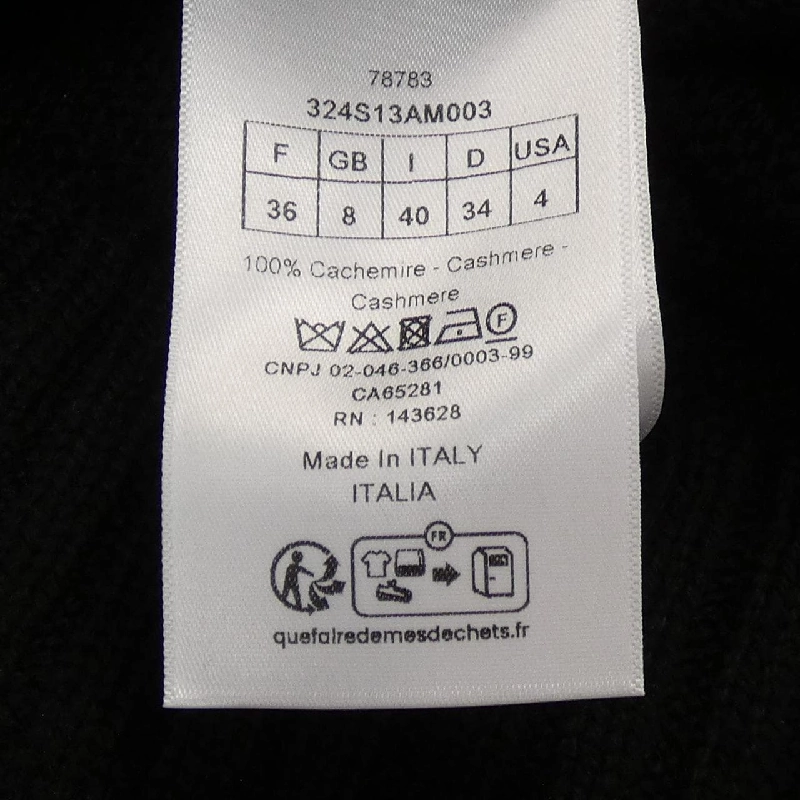 78783
324S13AM003
F GB I D USA
36 8 40 34 4
100% Cachemire - Cashmere -
Cashmere
F
CNPJ 02-046-366/0003-99
CA65281
RN : 143628
Made In ITALY
ITALIA
FR
quefairedemesdechets.fr